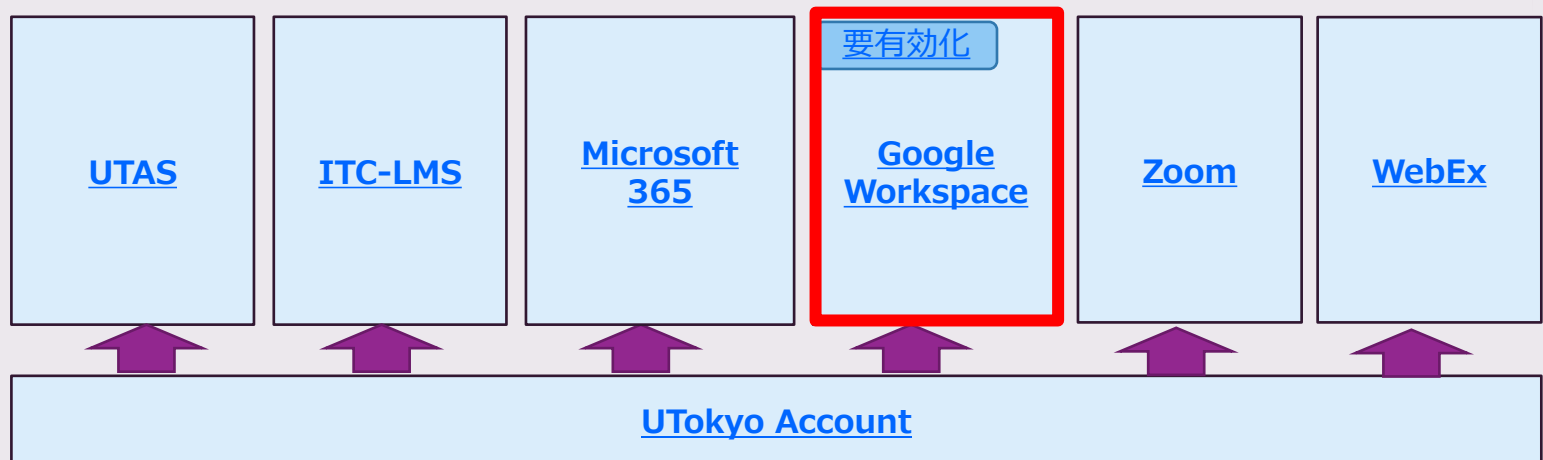 要有効化
UTAS
ITC-LMS
Microsoft
365
Google
Workspace
Zoom
WebEx
UTokyo Account